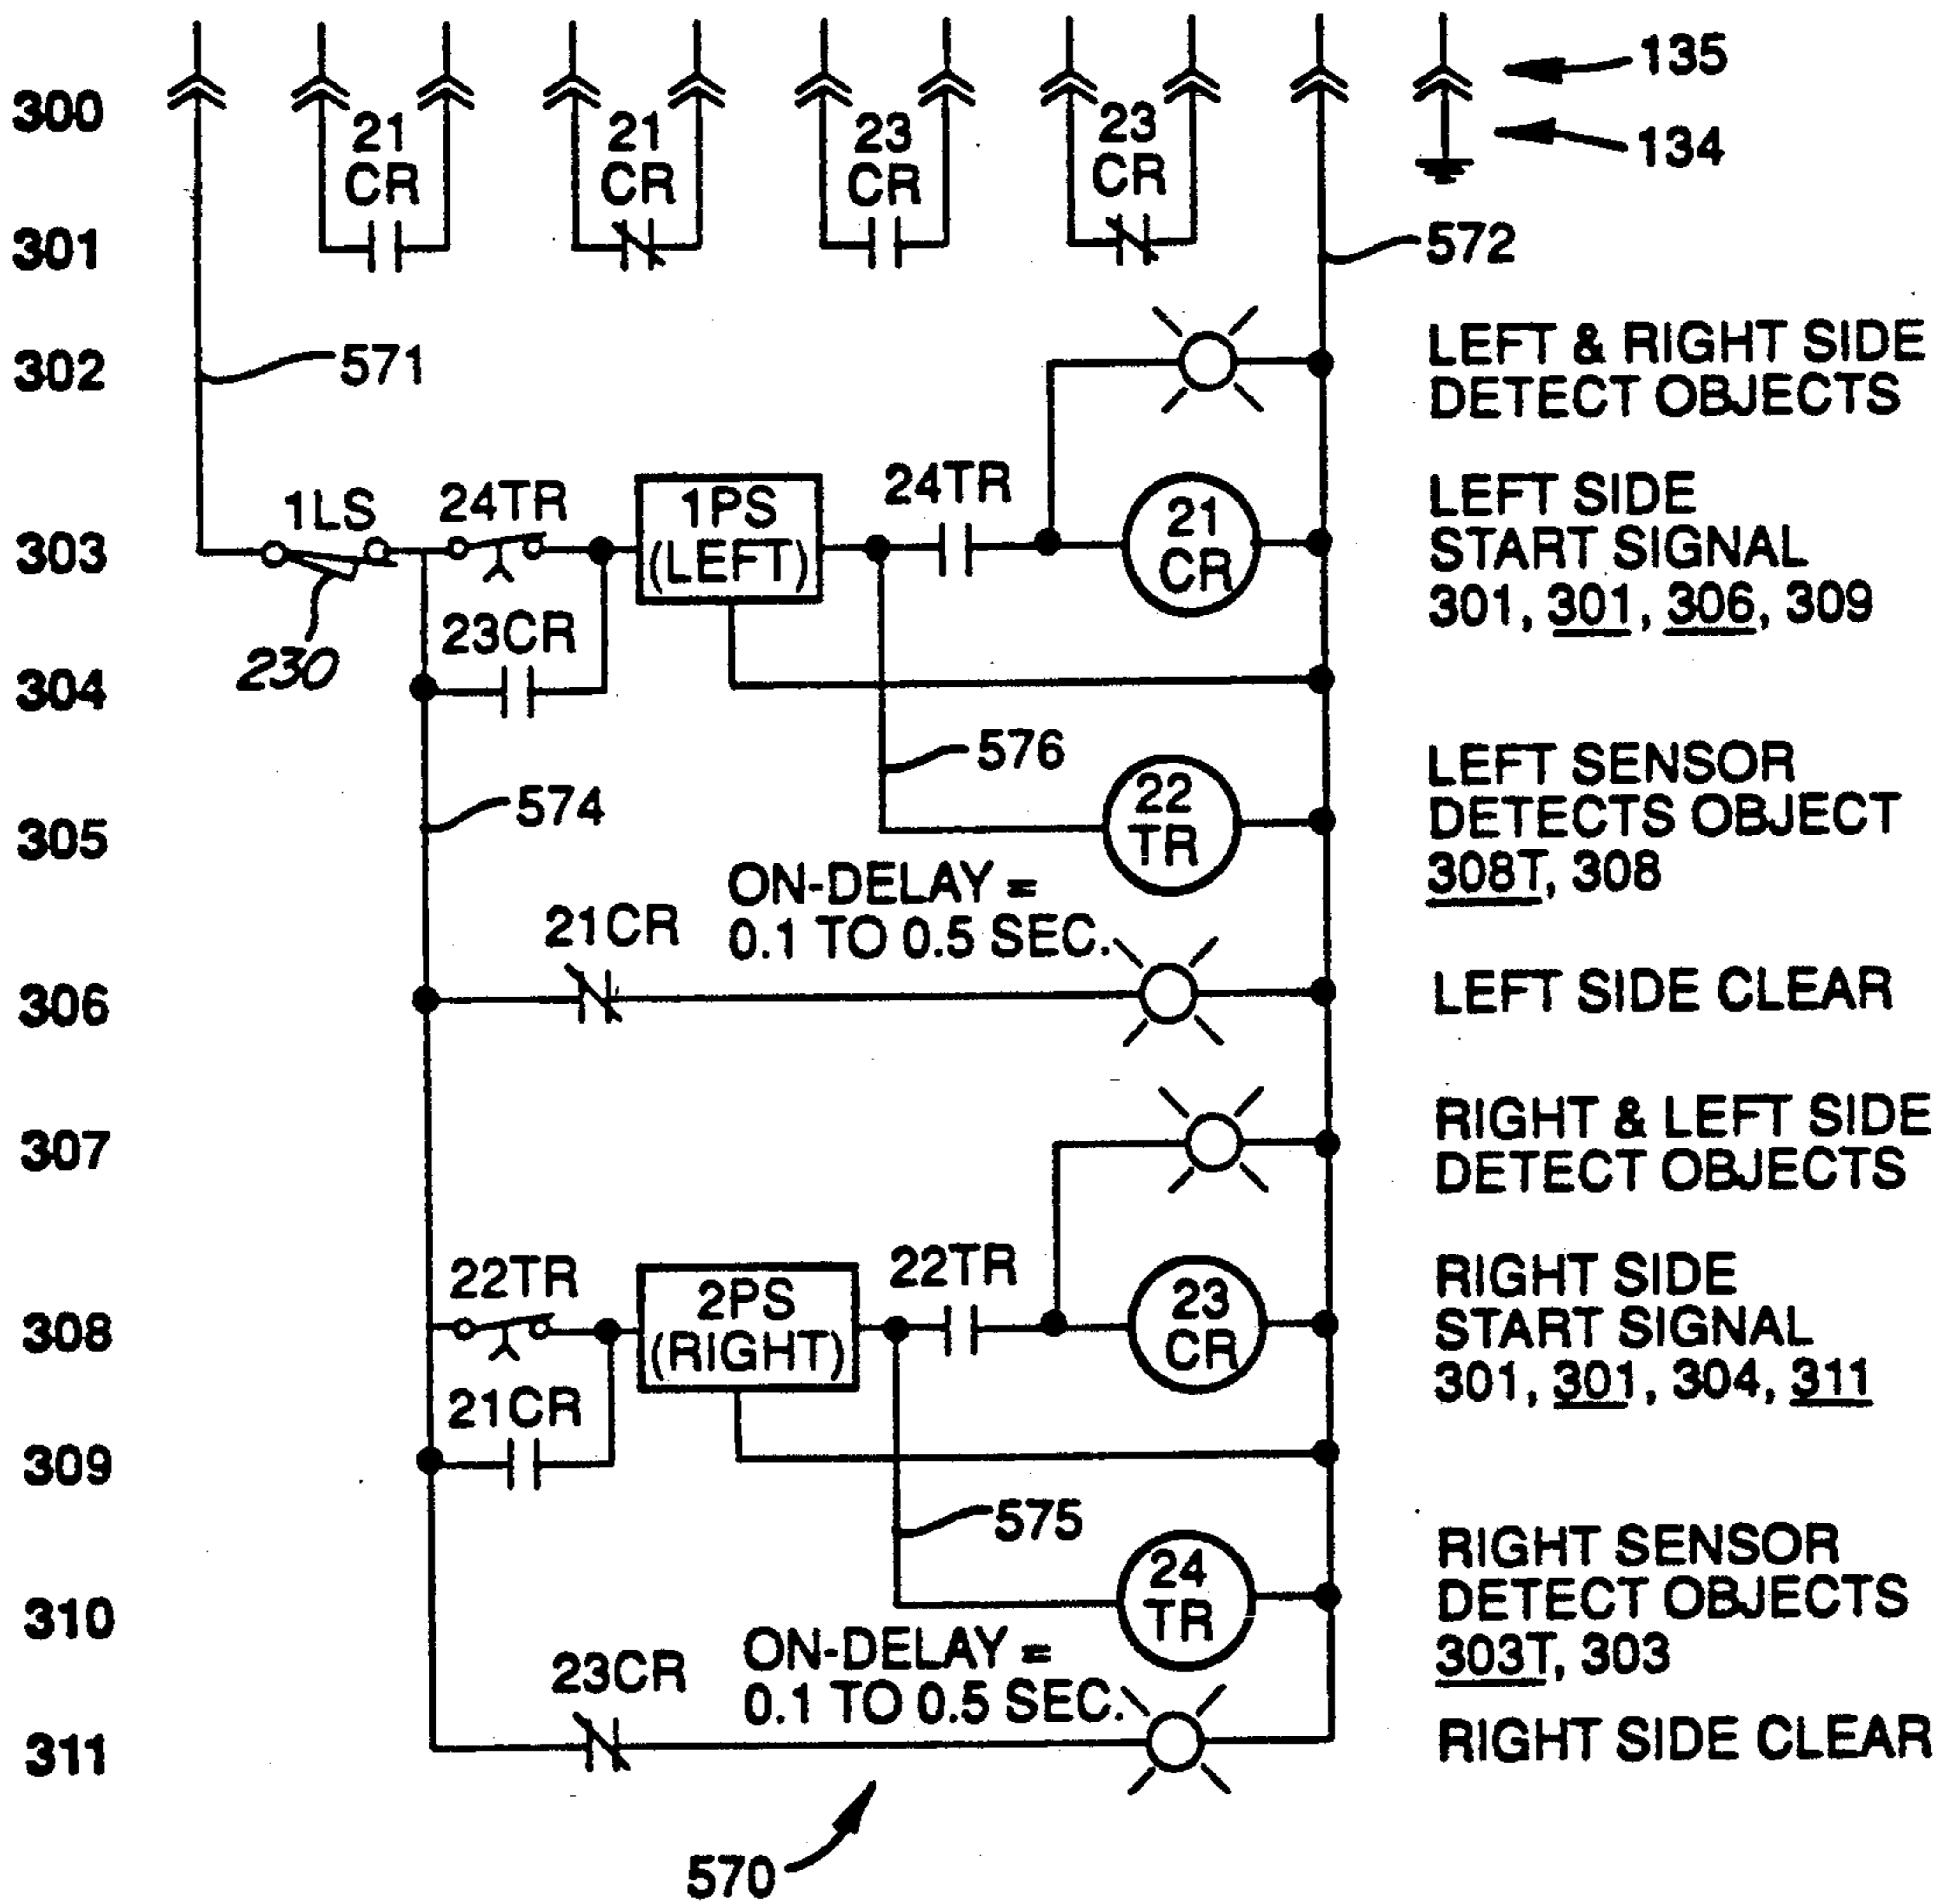 135
300
21
CR
21
CR
23
CR
23
CR
134
301
572
302
571
LEFT & RIGHT SIDE
DETECT OBJECTS
303
1LS
24TR
1PS
(LEFT)
24TR
21
CR
LEFT SIDE
START SIGNAL
301, 301, 306, 309
230
23CR
304
576
574
305
22
TR
LEFT SENSOR
DETECTS OBJECT
308T, 308
ON-DELAY =
0.1 TO 0.5 SEC.
21CR
306
LEFT SIDE CLEAR
307
RIGHT & LEFT SIDE
DETECT OBJECTS
308
22TR
2PS
(RIGHT)
22TR
23
CR
RIGHT SIDE
START SIGNAL
301, 301, 304, 311
21CR
309
575
310
24
TR
RIGHT SENSOR
DETECT OBJECTS
303T, 303
ON-DELAY =
0.1 TO 0.5 SEC.
23CR
311
RIGHT SIDE CLEAR
570